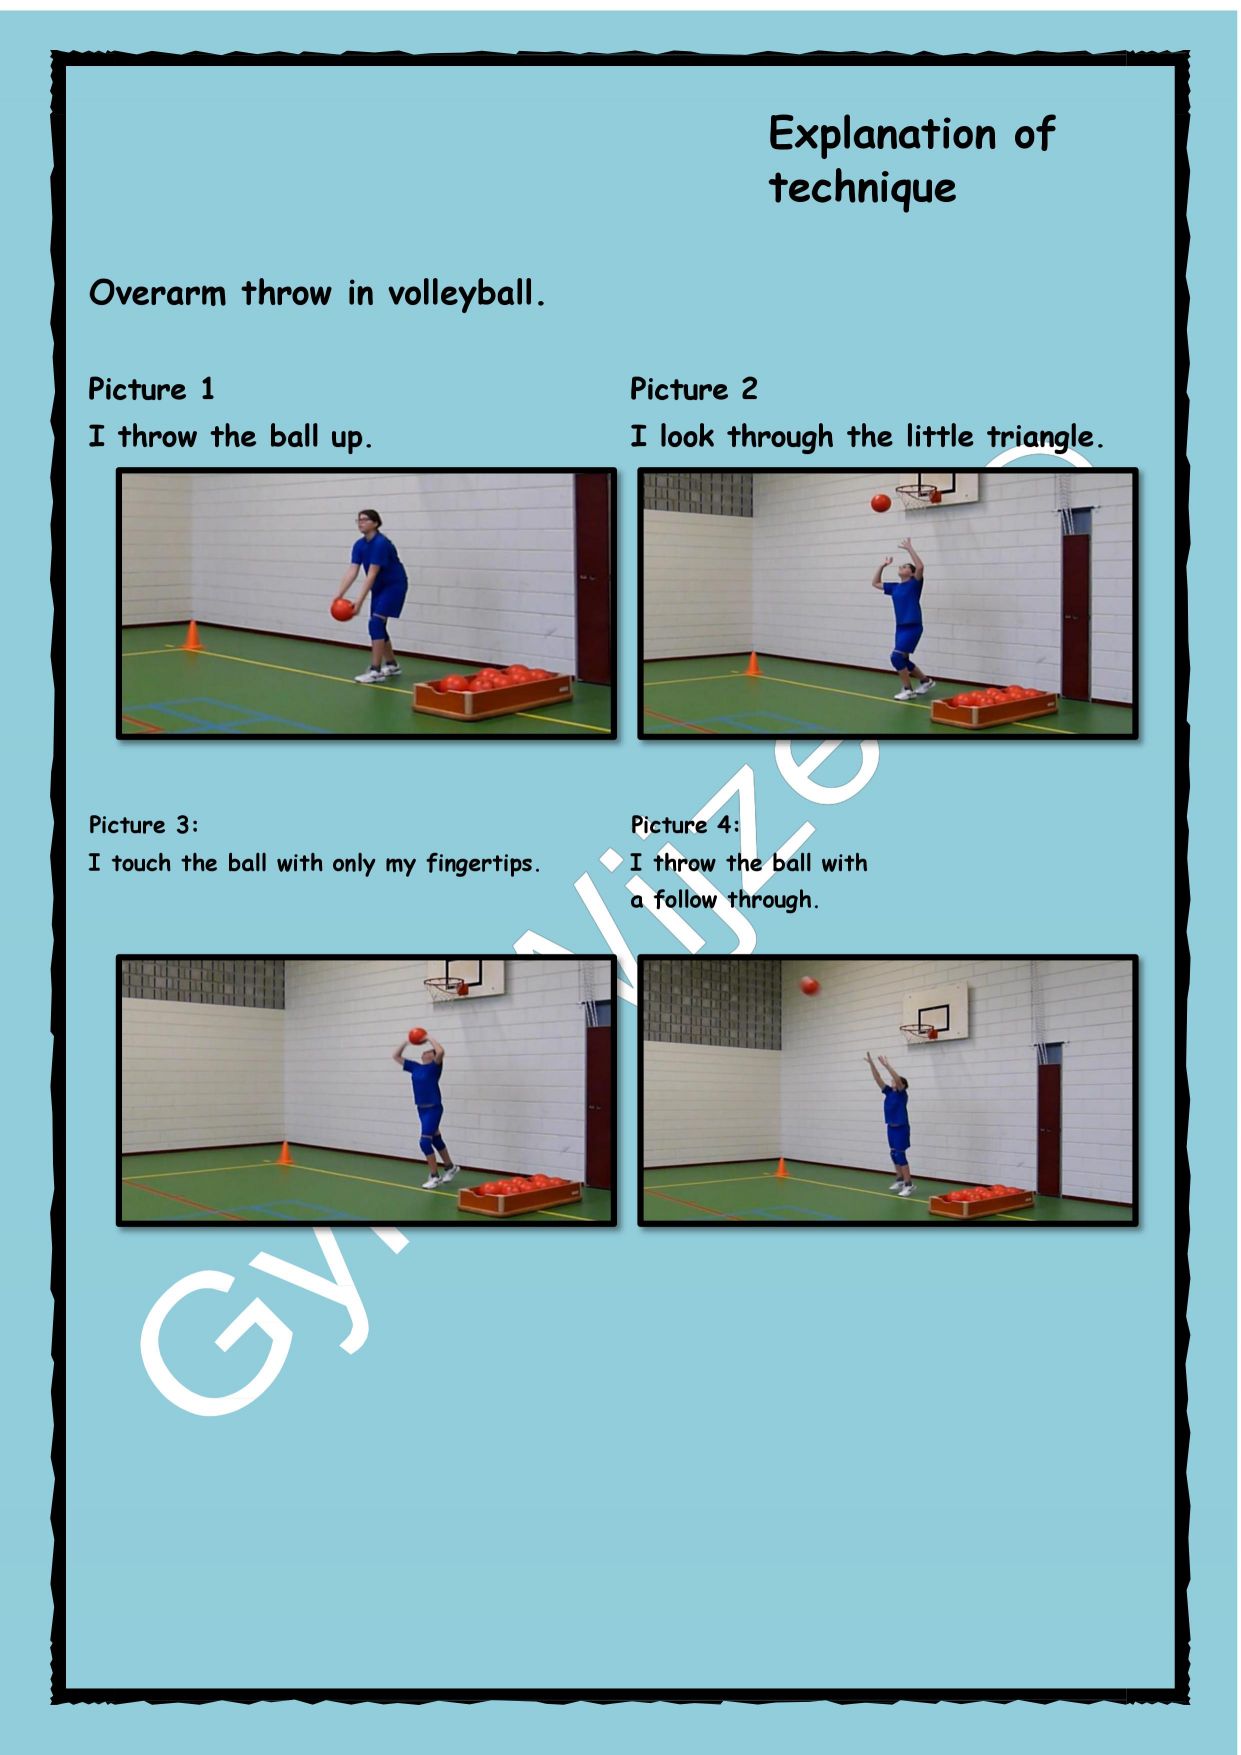 Explanation of
technique
Overarm throw in volleyball.
Picture 1
I throw the ball up.
Picture 2
I look through the little triangle.
Picture 3:
I touch the ball with only my fingertips.
Picture 4:
I throw the ball with
a follow through.